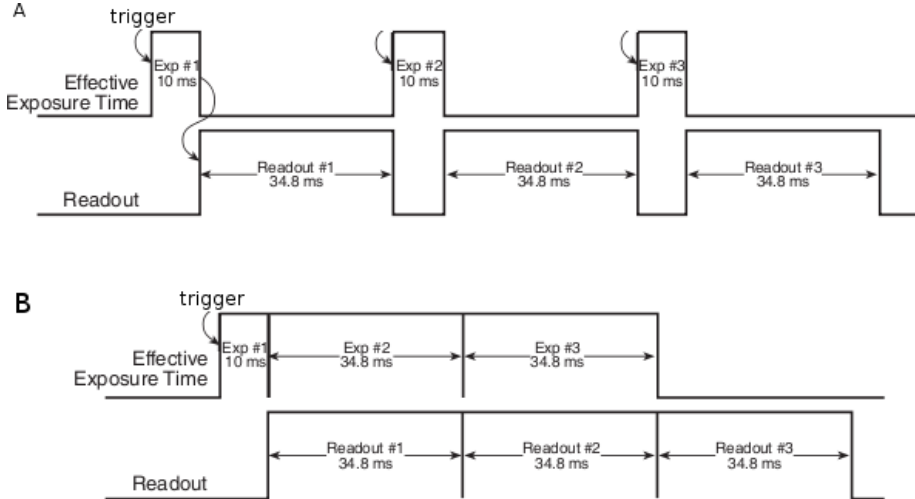 A
trigger
Exp #1
10 ms
Exp #2
10 ms
Exp #3
10 ms
Effective
Exposure Time
Readout #1
34.8 ms
Readout #2
34.8 ms
Readout #3
34.8 ms
Readout
B
trigger
Exp #1
10 ms
Exp #2
34.8 ms
Exp #3
34.8 ms
Effective
Exposure Time
Readout #1
34.8 ms
Readout #2
34.8 ms
Readout #3
34.8 ms
Readout